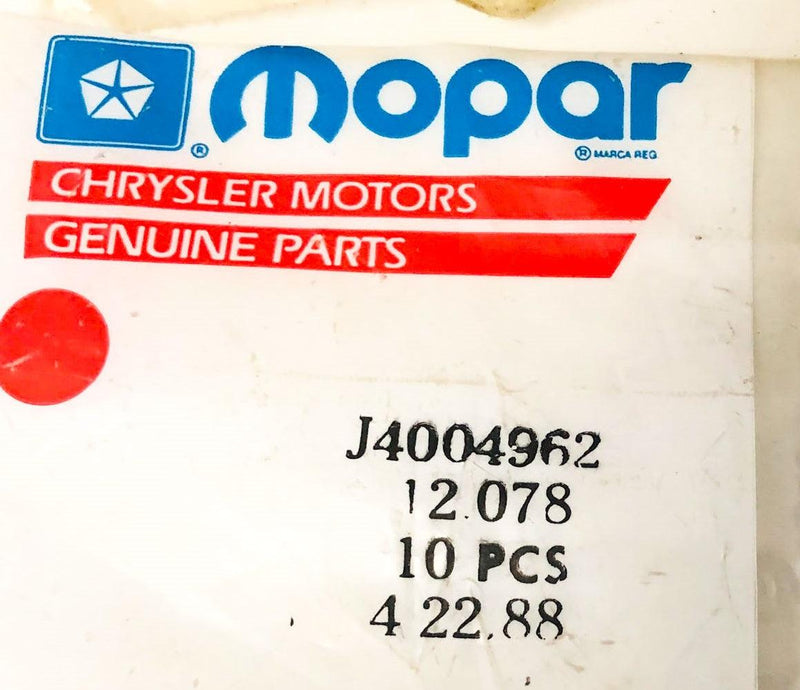 mopar
® ® MARCA REG
CHRYSLER MOTORS
GENUINE PARTS
J4004962
12.078
10 PCS
4 22.88